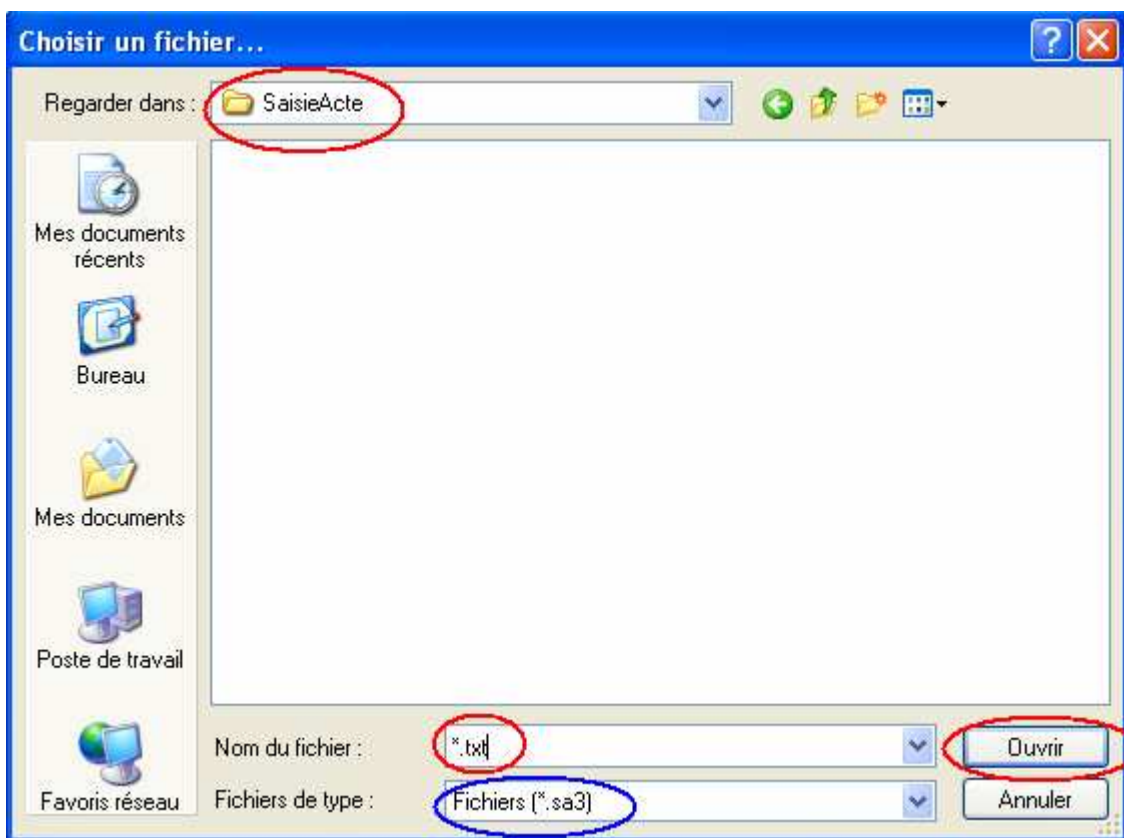 Choisir un fichier...
Regarder dans :
SaisieActe
Mes documents
récents
Bureau
Mes documents
Poste de travail
Favoris réseau
Nom du fichier :
*.txt
Ouvrir
Fichiers de type :
Fichiers (*.sa3)
Annuler